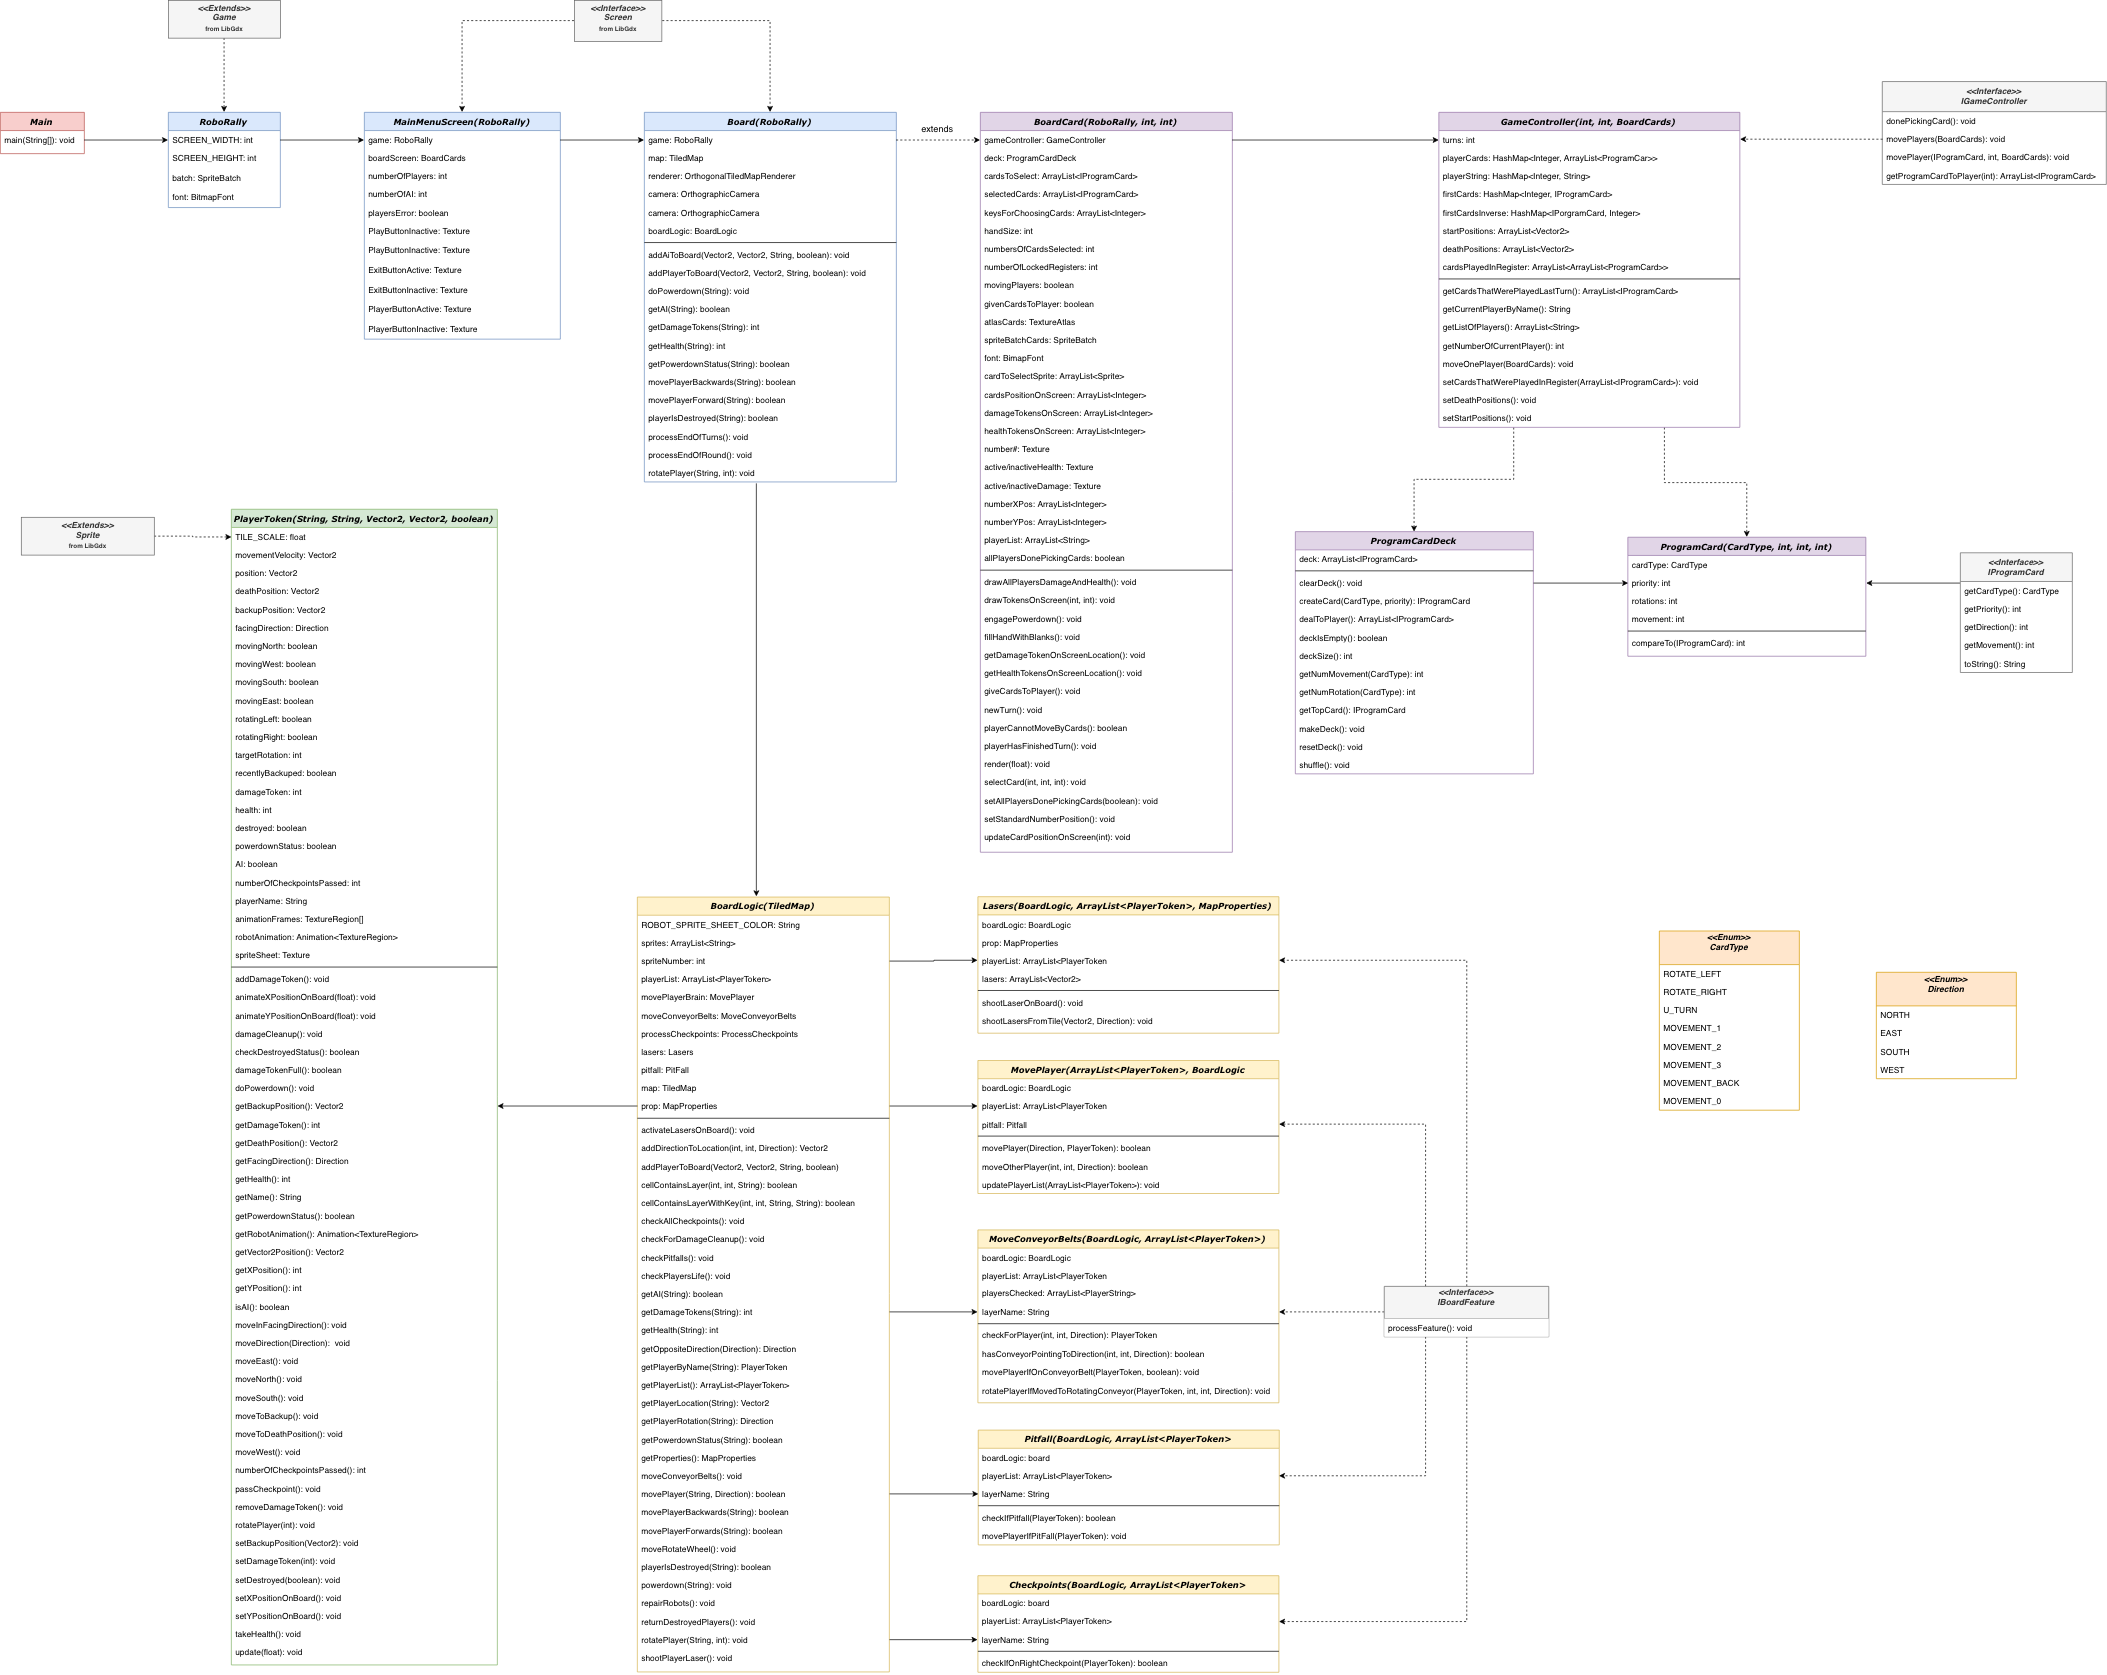 <<Extends>>
Game
from LibGdx
<<Interface>>
Screen
from LibGdx
Main
main(String[]): void
RoboRally
SCREEN_WIDTH: int
SCREEN_HEIGHT: int
batch: SpriteBatch
font: BitmapFont
MainMenuScreen(RoboRally)
game: RoboRally
boardScreen: BoardCards
numberOfPlayers: int
numberOfAI: int
playersError: boolean
PlayButtonInactive: Texture
PlayButtonInactive: Texture
ExitButtonActive: Texture
ExitButtonInactive: Texture
PlayerButtonActive: Texture
PlayerButtonInactive: Texture
Board(RoboRally)
game: RoboRally
map: TiledMap
renderer: OrthogonalTiledMapRenderer
camera: OrthographicCamera
camera: OrthographicCamera
boardLogic: BoardLogic
addAiToBoard(Vector2, Vector2, String, boolean): void
addPlayerToBoard(Vector2, Vector2, String, boolean): void
doPowerdown(String): void
getAI(String): boolean
getDamageTokens(String): int
getHealth(String): int
getPowerdownStatus(String): boolean
movePlayerBackwards(String): boolean
movePlayerForward(String): boolean
playerIsDestroyed(String): boolean
processEndOfTurns(): void
processEndOfRound(): void
rotatePlayer(String, int): void
extends
BoardCard(RoboRally, int, int)
gameController: GameController
deck: ProgramCardDeck
cardsToSelect: ArrayList<IProgramCard>
selectedCards: ArrayList<IProgramCard>
keysForChoosingCards: ArrayList<Integer>
handSize: int
numbersOfCardsSelected: int
numberOfLockedRegisters: int
movingPlayers: boolean
givenCardsToPlayer: boolean
atlasCards: TextureAtlas
spriteBatchCards: SpriteBatch
font: BimapFont
cardToSelectSprite: ArrayList<Sprite>
cardsPositionOnScreen: ArrayList<Integer>
damageTokensOnScreen: ArrayList<Integer>
healthTokensOnScreen: ArrayList<Integer>
number#: Texture
active/inactiveHealth: Texture
active/inactiveDamage: Texture
numberXPos: ArrayList<Integer>
numberYPos: ArrayList<Integer>
playerList: ArrayList<String>
allPlayersDonePickingCards: boolean
drawAllPlayersDamageAndHealth(): void
drawTokensOnScreen(int, int): void
engagePowerdown(): void
fillHandWithBlanks(): void
getDamageTokenOnScreenLocation(): void
getHealthTokensOnScreenLocation(): void
giveCardsToPlayer(): void
newTurn(): void
playerCannotMoveByCards(): boolean
playerHasFinishedTurn(): void
render(float): void
selectCard(int, int, int): void
setAllPlayersDonePickingCards(boolean): void
setStandardNumberPosition(): void
updateCardPositionOnScreen(int): void
GameController(int, int, BoardCards)
turns: int
playerCards: HashMap<Integer, ArrayList<ProgramCar>>
playerString: HashMap<Integer, String>
firstCards: HashMap<Integer, IProgramCard>
firstCardsInverse: HashMap<IPorgramCard, Integer>
startPositions: ArrayList<Vector2>
deathPositions: ArrayList<Vector2>
cardsPlayedInRegister: ArrayList<ArrayList<ProgramCard>>
getCardsThatWerePlayedLastTurn(): ArrayList<IProgramCard>
getCurrentPlayerByName(): String
getListOfPlayers(): ArrayList<String>
getNumberOfCurrentPlayer(): int
moveOnePlayer(BoardCards): void
setCardsThatWerePlayedInRegister(ArrayList<IProgramCard>): void
setDeathPositions(): void
setStartPositions(): void
<<Interface>>
IGameController
donePickingCard(): void
movePlayers(BoardCards): void
movePlayer(IPogramCard, int, BoardCards): void
getProgramCardToPlayer(int): ArrayList<IProgramCard>
<<Extends>>
Sprite
from LibGdx
PlayerToken(String, String, Vector2, Vector2, boolean)
TILE_SCALE: float
movementVelocity: Vector2
position: Vector2
deathPosition: Vector2
backupPosition: Vector2
facingDirection: Direction
movingNorth: boolean
movingWest: boolean
movingSouth: boolean
movingEast: boolean
rotatingLeft: boolean
rotatingRight: boolean
targetRotation: int
recentlyBackuped: boolean
damageToken: int
health: int
destroyed: boolean
powerdownStatus: boolean
AI: boolean
numberOfCheckpointsPassed: int
playerName: String
animationFrames: TextureRegion[]
robotAnimation: Animation<TextureRegion>
spriteSheet: Texture
addDamageToken(): void
animateXPositionOnBoard(float): void
animateYPositionOnBoard(float): void
damageCleanup(): void
checkDestroyedStatus(): boolean
damageTokenFull(): boolean
doPowerdown(): void
getBackupPosition(): Vector2
getDamageToken(): int
getDeathPosition(): Vector2
getFacingDirection(): Direction
getHealth(): int
getName(): String
getPowerdownStatus(): boolean
getRobotAnimation(): Animation<TextureRegion>
getVector2Position(): Vector2
getXPosition(): int
getYPosition(): int
isAI(): boolean
moveInFacingDirection(): void
moveDirection(Direction):  void
moveEast(): void
moveNorth(): void
moveSouth(): void
moveToBackup(): void
moveToDeathPosition(): void
moveWest(): void
numberOfCheckpointsPassed(): int
passCheckpoint(): void
removeDamageToken(): void
rotatePlayer(int): void
setBackupPosition(Vector2): void
setDamageToken(int): void
setDestroyed(boolean): void
setXPositionOnBoard(): void
setYPositionOnBoard(): void
takeHealth(): void
update(float): void
ProgramCardDeck
deck: ArrayList<IProgramCard>
clearDeck(): void
createCard(CardType, priority): IProgramCard
dealToPlayer(): ArrayList<IProgramCard>
deckIsEmpty(): boolean
deckSize(): int
getNumMovement(CardType): int
getNumRotation(CardType): int
getTopCard(): IProgramCard
makeDeck(): void
resetDeck(): void
shuffle(): void
ProgramCard(CardType, int, int, int)
cardType: CardType
priority: int
rotations: int
movement: int
compareTo(IProgramCard): int
<<Interface>>
IProgramCard
getCardType(): CardType
getPriority(): int
getDirection(): int
getMovement(): int
toString(): String
BoardLogic(TiledMap)
ROBOT_SPRITE_SHEET_COLOR: String
sprites: ArrayList<String>
spriteNumber: int
playerList: ArrayList<PlayerToken>
movePlayerBrain: MovePlayer
moveConveyorBelts: MoveConveyorBelts
processCheckpoints: ProcessCheckpoints
lasers: Lasers
pitfall: PitFall
map: TiledMap
prop: MapProperties
activateLasersOnBoard(): void
addDirectionToLocation(int, int, Direction): Vector2
addPlayerToBoard(Vector2, Vector2, String, boolean)
cellContainsLayer(int, int, String): boolean
cellContainsLayerWithKey(int, int, String, String): boolean
checkAllCheckpoints(): void
checkForDamageCleanup(): void
checkPitfalls(): void
checkPlayersLife(): void
getAI(String): boolean
getDamageTokens(String): int
getHealth(String): int
getOppositeDirection(Direction): Direction
getPlayerByName(String): PlayerToken
getPlayerList(): ArrayList<PlayerToken>
getPlayerLocation(String): Vector2
getPlayerRotation(String): Direction
getPowerdownStatus(String): boolean
getProperties(): MapProperties
moveConveyorBelts(): void
movePlayer(String, Direction): boolean
movePlayerBackwards(String): boolean
movePlayerForwards(String): boolean
moveRotateWheel(): void
playerIsDestroyed(String): boolean
powerdown(String): void
repairRobots(): void
returnDestroyedPlayers(): void
rotatePlayer(String, int): void
shootPlayerLaser(): void
Lasers(BoardLogic, ArrayList<PlayerToken>, MapProperties)
boardLogic: BoardLogic
prop: MapProperties
playerList: ArrayList<PlayerToken
lasers: ArrayList<Vector2>
shootLaserOnBoard(): void
shootLasersFromTile(Vector2, Direction): void
MovePlayer(ArrayList<PlayerToken>, BoardLogic
boardLogic: BoardLogic
playerList: ArrayList<PlayerToken
pitfall: Pitfall
movePlayer(Direction, PlayerToken): boolean
moveOtherPlayer(int, int, Direction): boolean
updatePlayerList(ArrayList<PlayerToken>): void
MoveConveyorBelts(BoardLogic, ArrayList<PlayerToken>)
boardLogic: BoardLogic
playerList: ArrayList<PlayerToken
playersChecked: ArrayList<PlayerString>
layerName: String
checkForPlayer(int, int, Direction): PlayerToken
hasConveyorPointingToDirection(int, int, Direction): boolean
movePlayerIfOnConveyorBelt(PlayerToken, boolean): void
rotatePlayerIfMovedToRotatingConveyor(PlayerToken, int, int, Direction): void
Pitfall(BoardLogic, ArrayList<PlayerToken>
boardLogic: board
playerList: ArrayList<PlayerToken>
layerName: String
checkIfPitfall(PlayerToken): boolean
movePlayerIfPitFall(PlayerToken): void
Checkpoints(BoardLogic, ArrayList<PlayerToken>
boardLogic: board
playerList: ArrayList<PlayerToken>
layerName: String
checkIfOnRightCheckpoint(PlayerToken): boolean
<<Interface>>
IBoardFeature
processFeature(): void
<<Enum>>
CardType
ROTATE_LEFT
ROTATE_RIGHT
U_TURN
MOVEMENT_1
MOVEMENT_2
MOVEMENT_3
MOVEMENT_BACK
MOVEMENT_0
<<Enum>>
Direction
NORTH
EAST
SOUTH
WEST